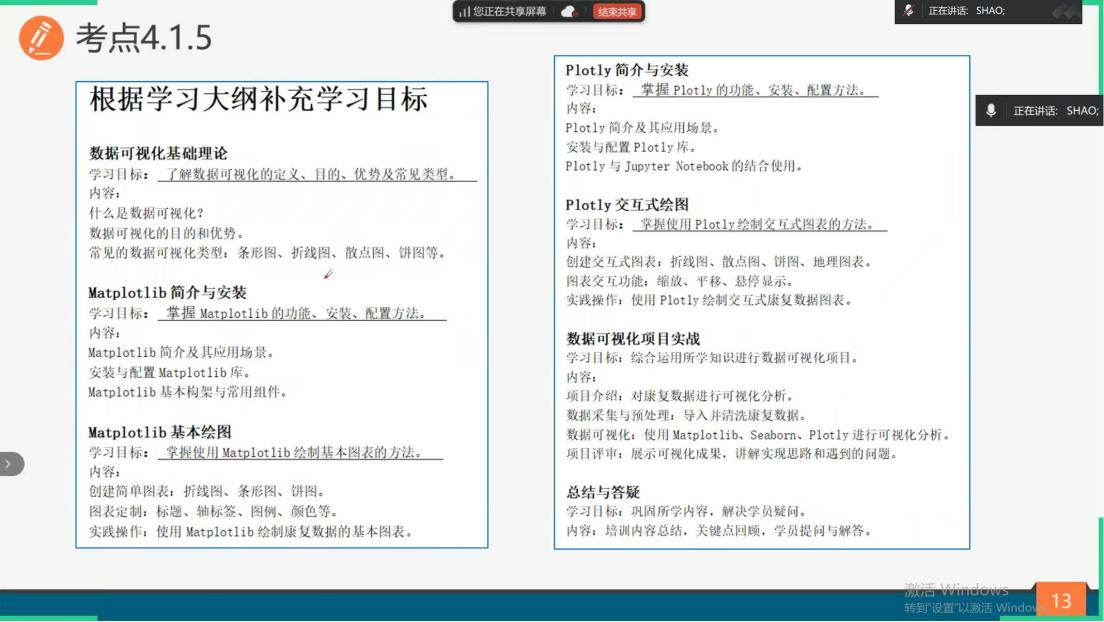 您正在共享屏幕
结束共享
正在讲话: SHAO;
考点4.1.5
根据学习大纲补充学习目标
数据可视化基础理论
学习目标: 了解数据可视化的定义、目的、优势及常见类型。
内容:
什么是数据可视化?
数据可视化的目的和优势。
常见的数据可视化类型: 条形图、折线图、散点图、饼图等。
Matplotlib 简介与安装
学习目标: 掌握 Matplotlib 的功能、安装、配置方法。
内容:
Matplotlib 简介及其应用场景。
安装与配置 Matplotlib 库。
Matplotlib 基本构架与常用组件。
Matplotlib 基本绘图
学习目标: 掌握使用 Matplotlib 绘制基本图表的方法。
内容:
创建简单图表: 折线图、条形图、饼图。
图表定制: 标题、轴标签、图例、颜色等。
实践操作: 使用 Matplotlib 绘制康复数据的基本图表。
Plotly 简介与安装
学习目标: 掌握 Plotly 的功能、安装、配置方法。
内容:
Plotly 简介及其应用场景。
安装与配置 Plotly 库。
Plotly 与 Jupyter Notebook 的结合使用。
Plotly 交互式绘图
学习目标: 掌握使用 Plotly 绘制交互式图表的方法。
内容:
创建交互式图表: 折线图、散点图、饼图、地理图表。
图表交互功能: 缩放、平移、悬停显示。
实践操作: 使用 Plotly 绘制交互式康复数据图表。
数据可视化项目实战
学习目标: 综合运用所学知识进行数据可视化项目。
内容:
项目介绍: 对康复数据进行可视化分析。
数据采集与预处理: 导入并清洗康复数据。
数据可视化: 使用 Matplotlib、Seaborn、Plotly 进行可视化分析。
项目评审: 展示可视化成果, 讲解实现思路和遇到的问题。
总结与答疑
学习目标: 巩固所学内容, 解决学员疑问。
内容: 培训内容总结, 关键点回顾, 学员提问与解答。
正在讲话: SHAO;
激活 Windows
转到"设置"以激活 Windows
13